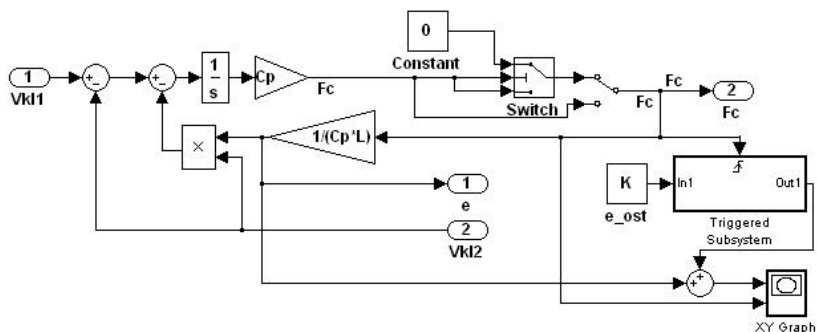 0
Constant
1
Vkl1
+
-
+
-
1
s
Cp
Fc
Switch
Fc
Fc
2
Fc
×
1/(Cp*L)
1
e
2
Vkl2
K
e_ost
In1
Out1
Triggered
Subsystem
+
+
XY Graph